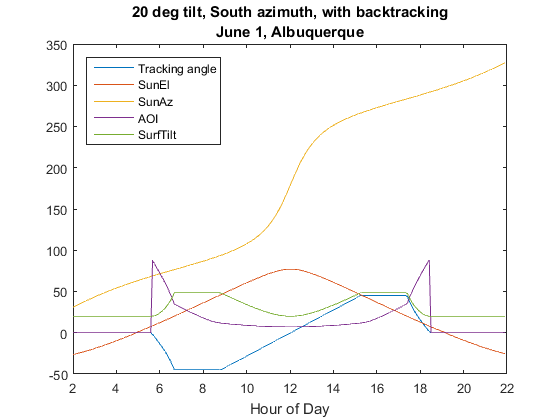 20 deg tilt, South azimuth, with backtracking
June 1, Albuquerque
350
300
250
200
150
100
50
0
-50
Tracking angle
SunEl
SunAz
AOI
SurfTilt
2 4 6 8 10 12 14 16 18 20 22
Hour of Day